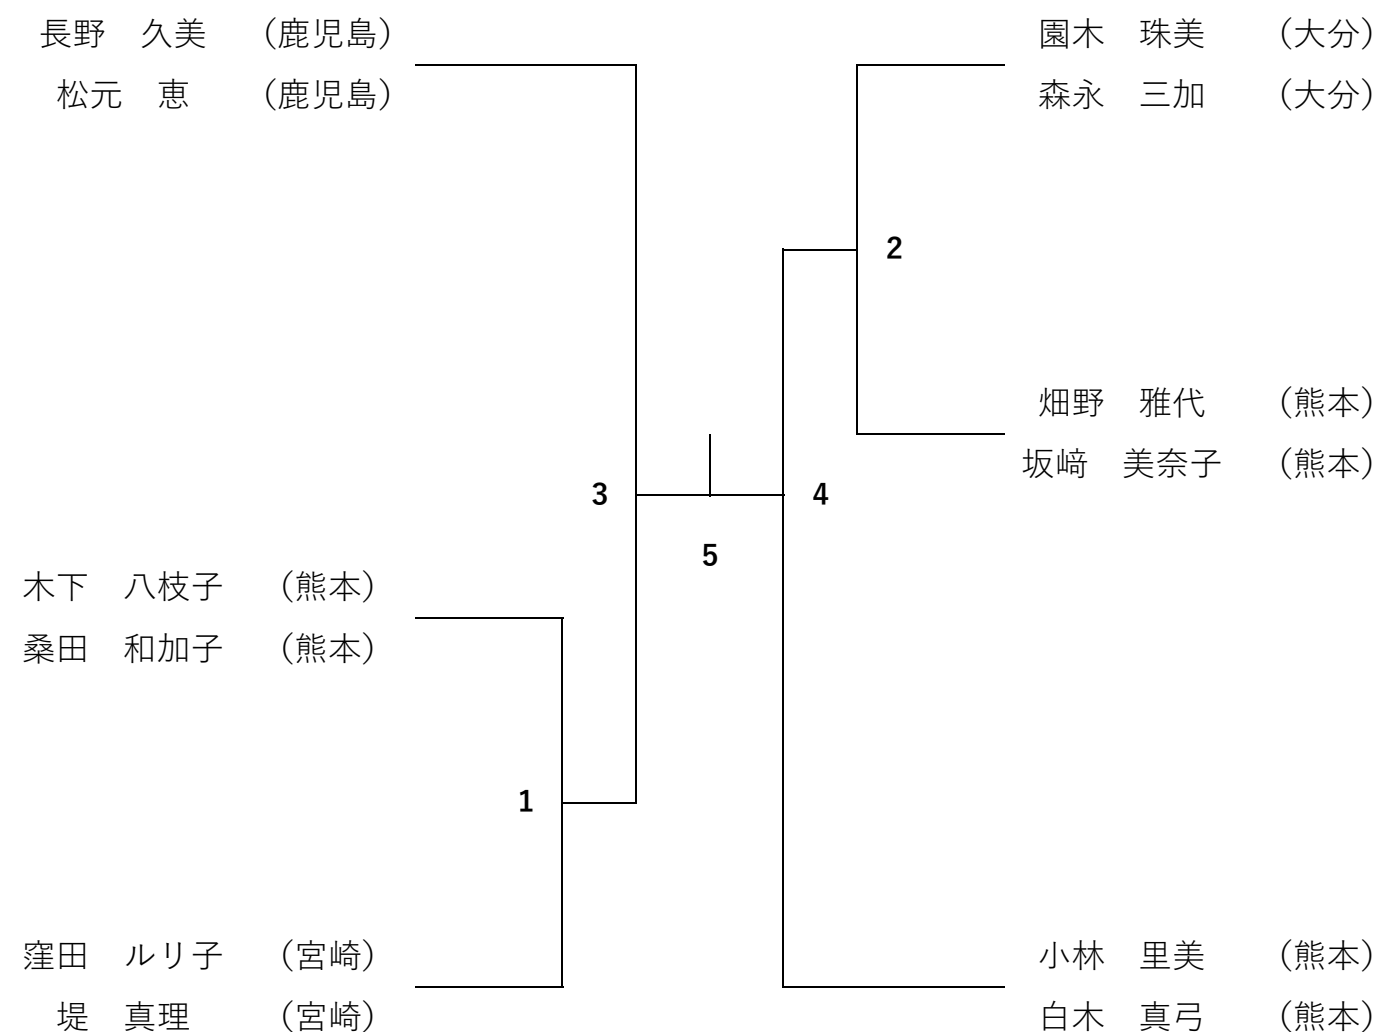 長野　久美　（鹿児島）
松元　恵　（鹿児島）
園木　珠美　（大分）
森永　三加　（大分）
2
畑野　雅代　（熊本）
坂﨑　美奈子　（熊本）
3
4
5
木下　八枝子　（熊本）
桑田　和加子　（熊本）
1
窪田　ルリ子　（宮崎）
堤　真理　（宮崎）
小林　里美　（熊本）
白木　真弓　（熊本）